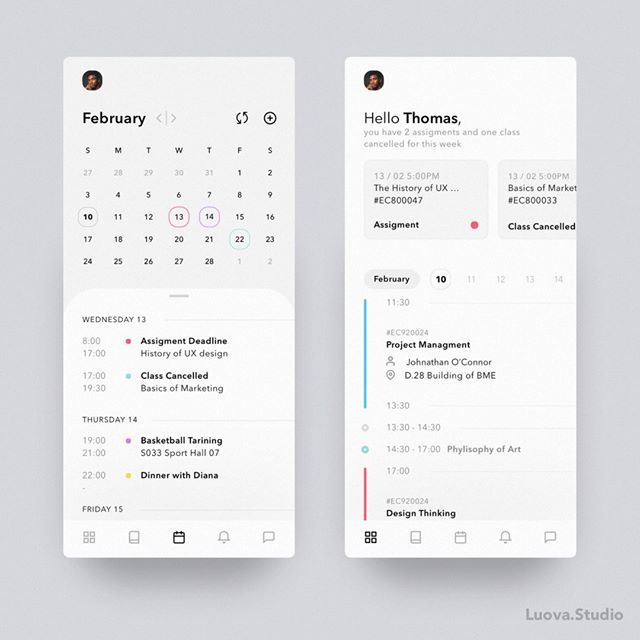 February
S M T W T F S
27 28 29 30 31 1 2
3 4 5 6 7 8 9
10 11 12 13 14 15 16
17 18 19 20 21 22 23
24 25 26 27 28 1 2
WEDNESDAY 13
8:00 Assigment Deadline
17:00 History of UX design
17:00 Class Cancelled
19:30 Basics of Marketing
THURSDAY 14
19:00 Basketball Tarining
21:00 S033 Sport Hall 07
22:00 Dinner with Diana
-
FRIDAY 15
Hello Thomas,
you have 2 assigments and one class
cancelled for this week
13 / 02 5:00PM
The History of UX ...
#EC800047
Assigment
13 / 02 5:00PM
Basics of Market
#EC800033
Class Cancelled
February 10 11 12 13 14
11:30
#EC920024
Project Managment
Johnathan O'Connor
D.28 Building of BME
13:30
13:30 - 14:30
14:30 - 17:00 Phylisophy of Art
17:00
#EC920024
Design Thinking
Luova.Studio